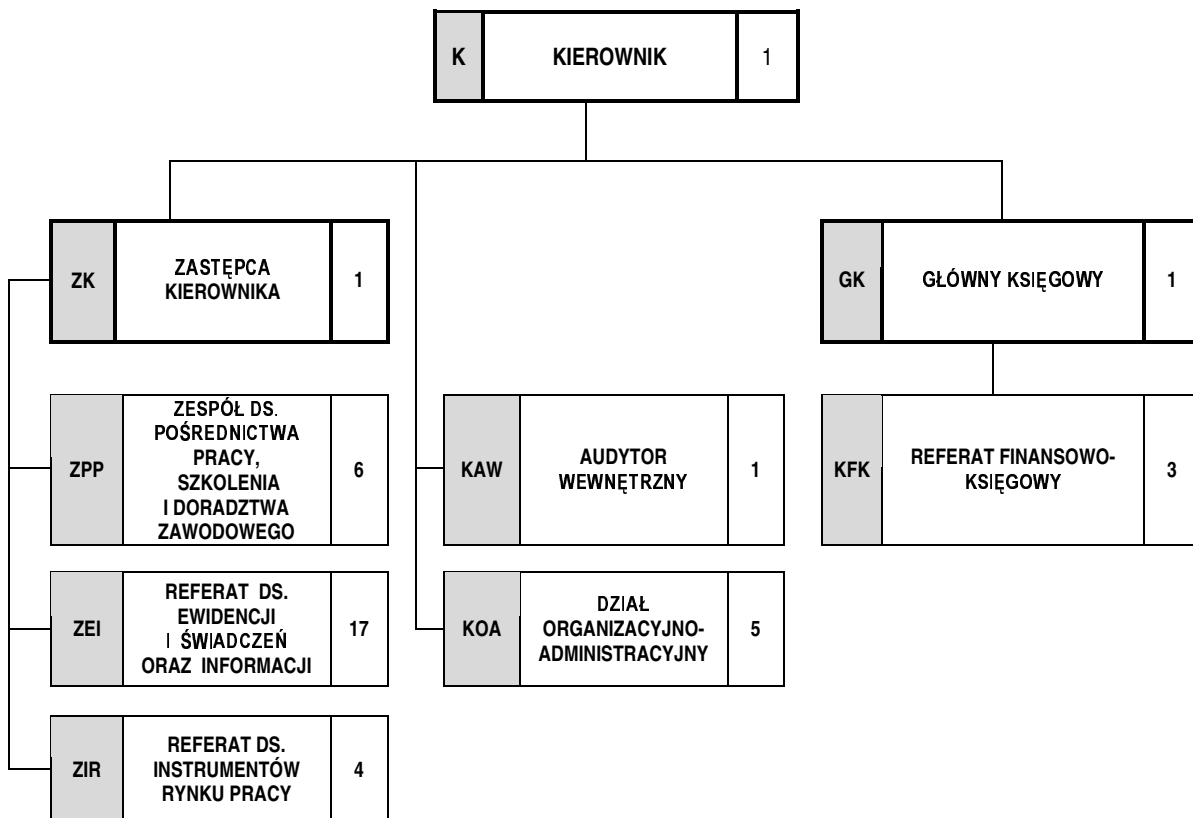 K
KIEROWNIK
1
ZK
ZASTĘPCA
KIEROWNIKA
1
GK
GŁÓWNY KSIĘGOWY
1
ZPP
ZESPÓŁ DS.
POŚREDNICTWA
PRACY,
SZKOLENIA
I DORADZTWA
ZAWODOWEGO
6
KAW
AUDYTOR
WEWNĘTRZNY
1
KFK
REFERAT FINANSOWO-
KSIĘGOWY
3
ZEI
REFERAT DS.
EWIDENCJI
I ŚWIADCZEŃ
ORAZ INFORMACJI
17
KOA
DZIAŁ
ORGANIZACYJNO-
ADMINISTRACYJNY
5
ZIR
REFERAT DS.
INSTRUMENTÓW
RYNKU PRACY
4